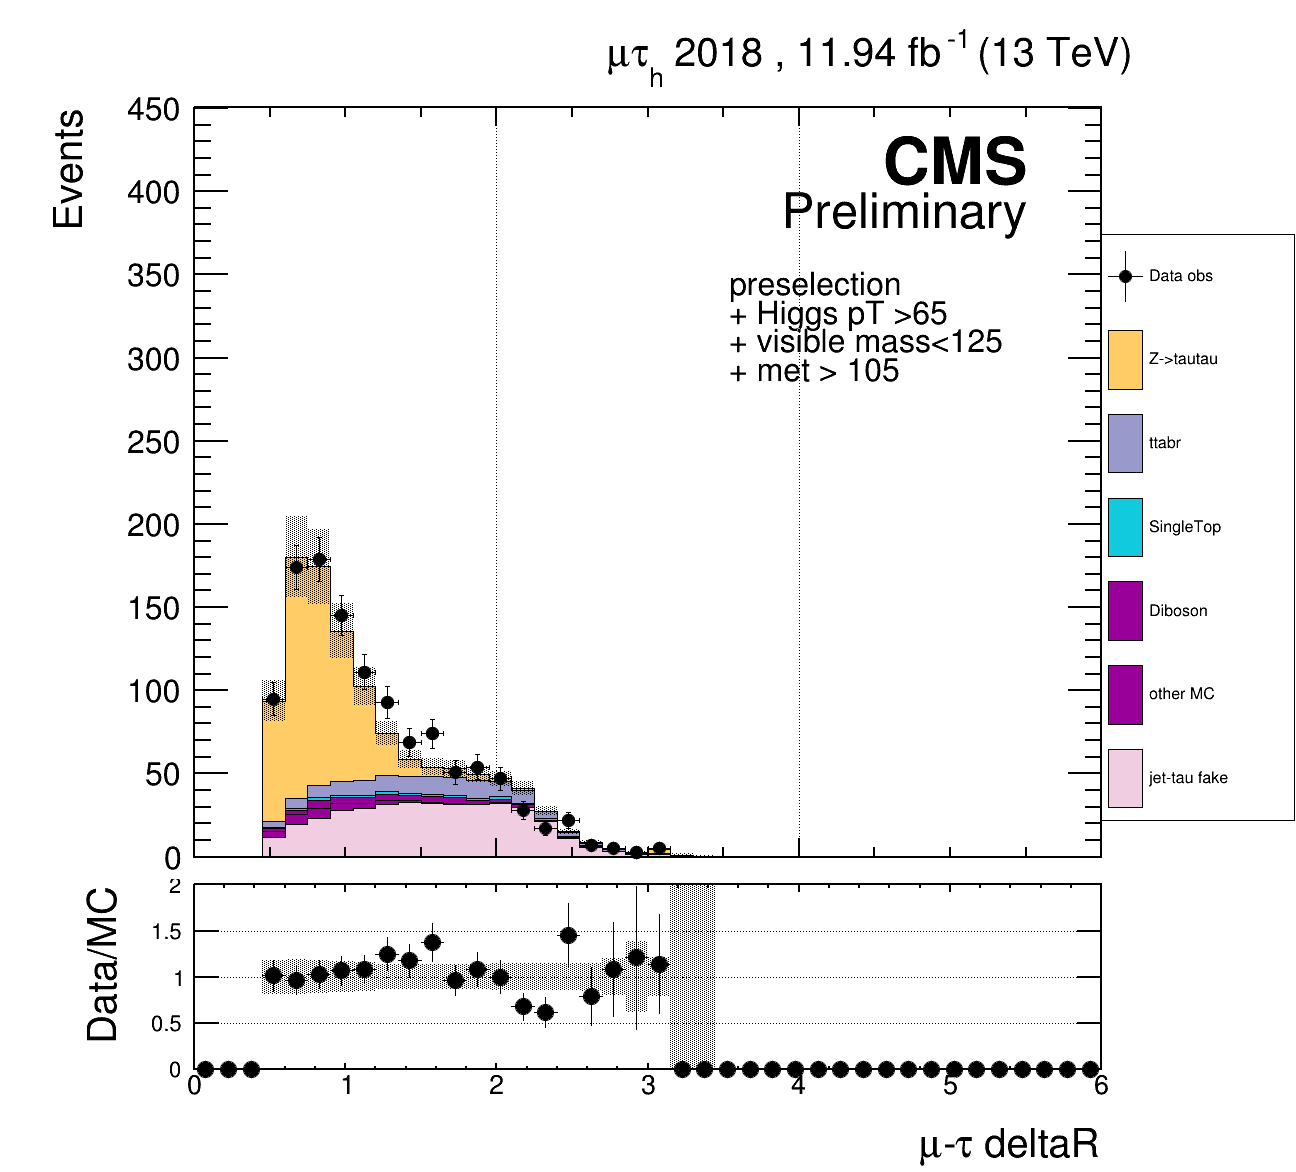 μτh 2018 , 11.94 fb-1 (13 TeV)
Events
450
400
350
300
250
200
150
100
50
0
CMS
Preliminary
preselection
+ Higgs pT >65
+ visible mass<125
+ met > 105
Data obs
Z->tautau
ttabr
SingleTop
Diboson
other MC
jet-tau fake
Data/MC
2
1.5
1
0.5
0
0 1 2 3 4 5 6
μ-τ deltaR